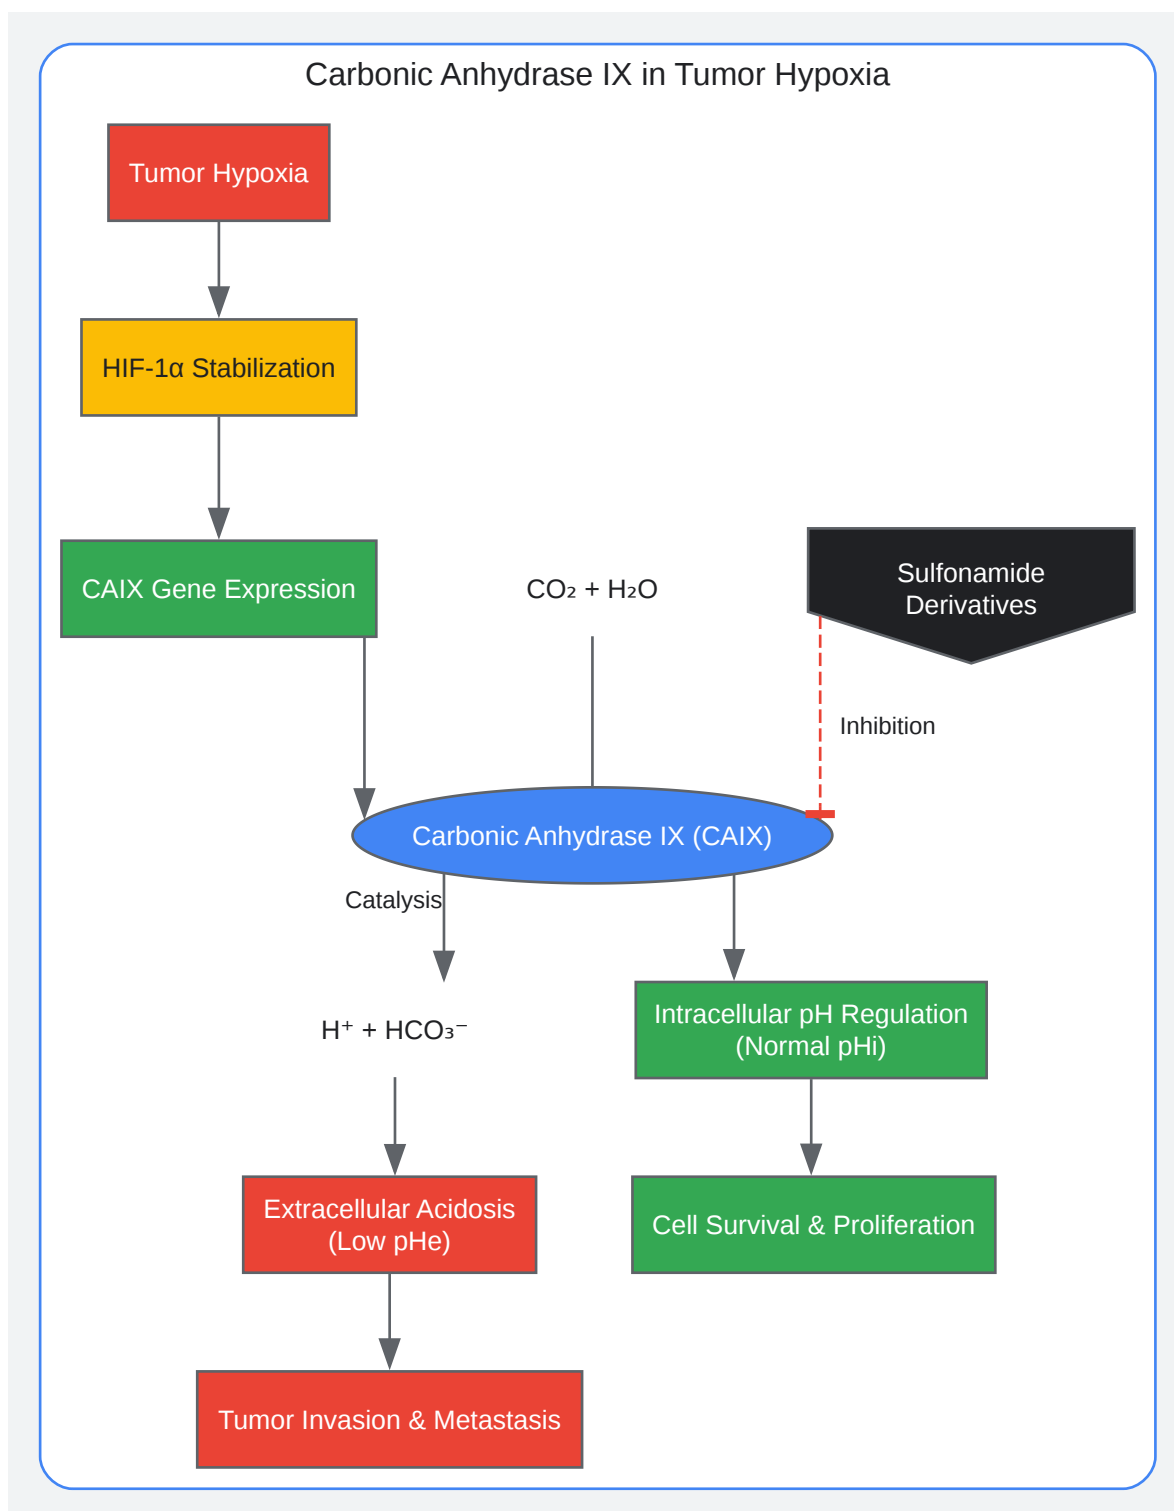 Carbonic Anhydrase IX in Tumor Hypoxia
Tumor Hypoxia
HIF-1α Stabilization
CAIX Gene Expression
CO₂ + H₂O
Sulfonamide
Derivatives
Inhibition
Carbonic Anhydrase IX (CAIX)
Catalysis
H⁺ + HCO₃⁻
Intracellular pH Regulation
(Normal pHi)
Extracellular Acidosis
(Low pHe)
Cell Survival & Proliferation
Tumor Invasion & Metastasis